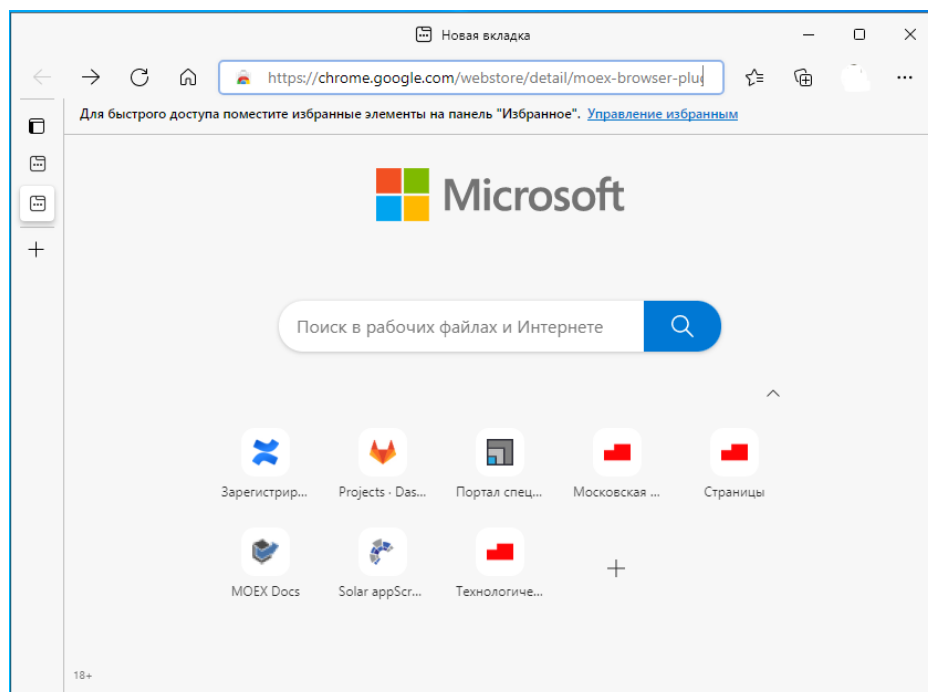 Новая вкладка
https://chrome.google.com/webstore/detail/moex-browser-plug
Для быстрого доступа поместите избранные элементы на панель "Избранное". Управление избранным
Microsoft
Поиск в рабочих файлах и Интернете
Зарегистрир... Projects · Das... Портал спец... Московская ... Страницы
MOEX Docs Solar appScr... Технологиче...
18+